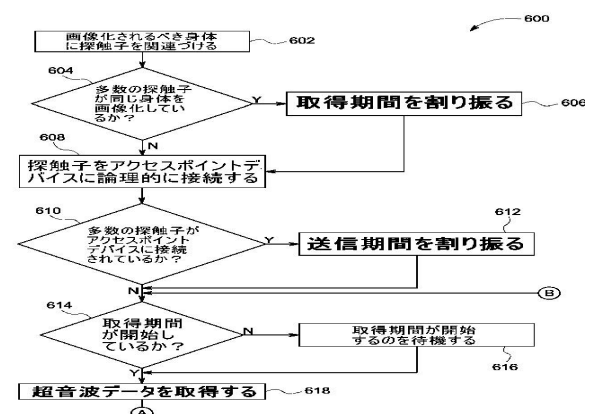 600
画像化されるべき身体
に探触子を関連づける
602
604
多数の探触子
が同じ身体を
画像化してい
るか?
Y
取得期間を割り振る
606
N
608
探触子をアクセスポイントデ
バイスに論理的に接続する
610
多数の探触子が
アクセスポイント
デバイスに接続
されているか?
Y
612
送信期間を割り振る
N
B
614
取得期間
が開始し
ているか?
N
取得期間が開始
するのを待機する
616
Y
超音波データを取得する
618
A